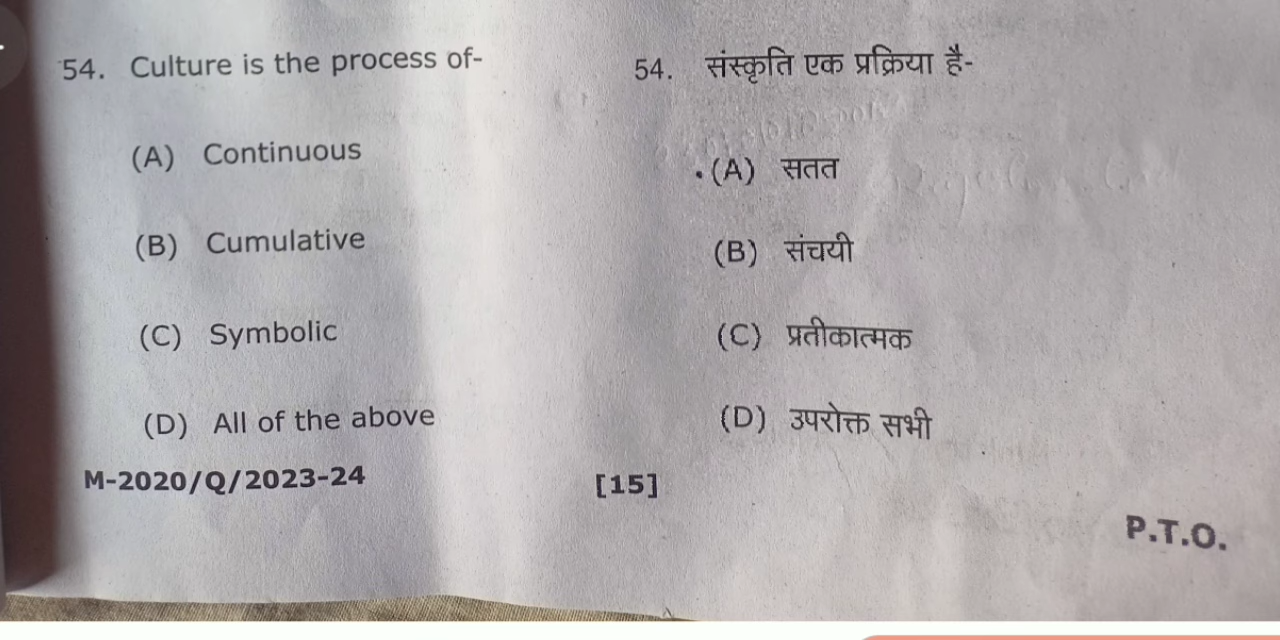 54. Culture is the process of-
(A) Continuous
(B) Cumulative
(C) Symbolic
(D) All of the above
M-2020/Q/2023-24
54. संस्कृति एक प्रक्रिया है-
(A) सतत
(B) संचयी
(C) प्रतीकात्मक
(D) उपरोक्त सभी
[15]
P.T.O.